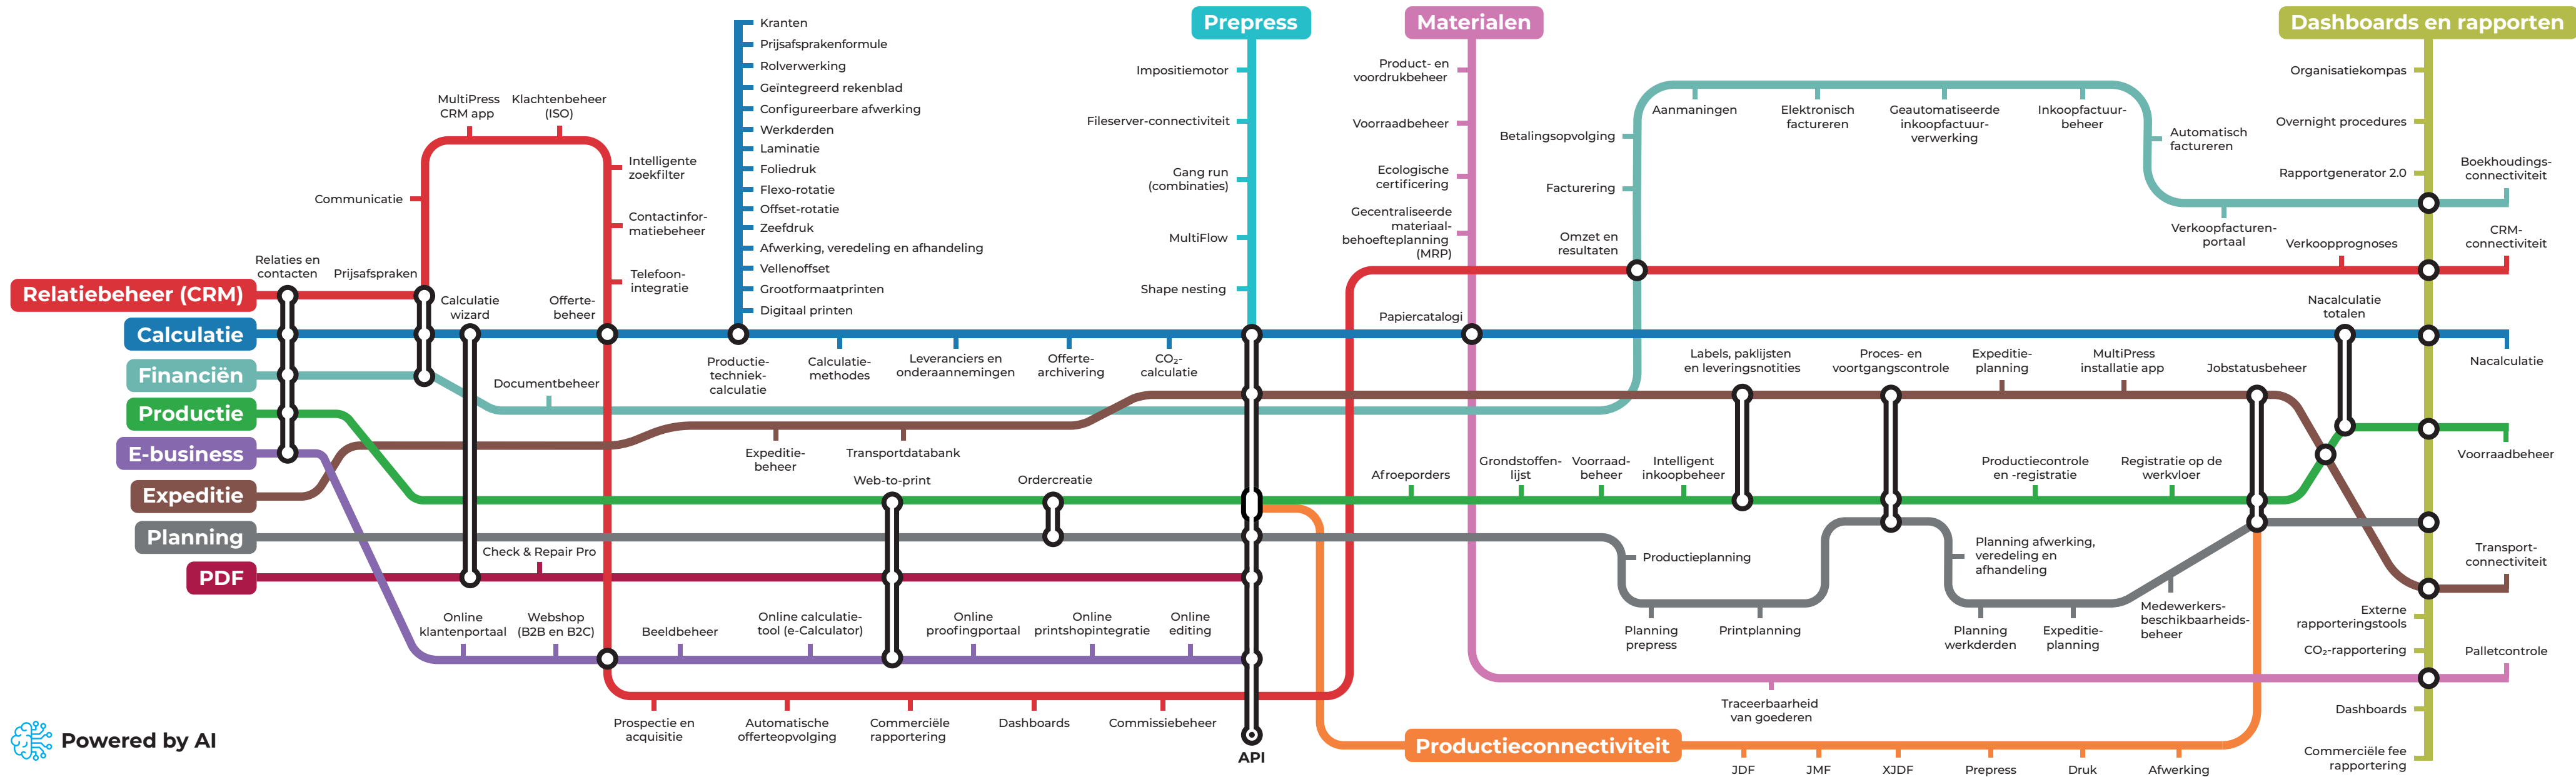 Kranten
Prijsafsprakenformule
Rolverwerking
Geïntegreerd rekenblad
Configureerbare afwerking
Werkderden
Laminatie
Foliedruk
Flexo-rotatie
Offset-rotatie
Zeefdruk
Afwerking, veredeling en afhandeling
Vellenoffset
Grootformaatprinten
Digitaal printen
Prepress
Impositiemotor
Fileserver-connectiviteit
Gang run
(combinaties)
MultiFlow
Shape nesting
Materialen
Product- en
voordrukbeheer
Voorraadbeheer
Ecologische
certificering
Gecentraliseerde
materiaal-
behoefteplanning
(MRP)
Papiercatalogi
Dashboards en rapporten
Organisatiekompas
Overnight procedures
Rapportgenerator 2.0
MultiPress
CRM app
Klachtenbeheer
(ISO)
Communicatie
Intelligente
zoekfilter
Contactinfor-
matiebeheer
Telefoon-
integratie
Relaties en
contacten
Prijsafspraken
Calculatie
wizard
Offerte-
beheer
Betalingsopvolging
Facturering
Omzet en
resultaten
Aanmaningen
Elektronisch
factureren
Geautomatiseerde
inkoopfactuur-
verwerking
Inkoopfactuur-
beheer
Automatisch
factureren
Verkoopfacturen-
portaal
Boekhoudings-
connectiviteit
Verkoopprognoses
CRM-
connectiviteit
Relatiebeheer (CRM)
Calculatie
Financiën
Productie
E-business
Expeditie
Planning
PDF
Documentbeheer
Productie-
techniek-
calculatie
Calculatie-
methodes
Leveranciers en
onderaannemingen
Offerte-
archivering
CO₂-
calculatie
Nacalculatie
totalen
Nacalculatie
Labels, paklijsten
en leveringsnotities
Proces- en
voortgangscontrole
Expeditie-
planning
MultiPress
installatie app
Jobstatusbeheer
Expeditie-
beheer
Transportdatabank
Web-to-print
Ordercreatie
Afroeporders
Grondstoffen-
lijst
Voorraad-
beheer
Intelligent
inkoopbeheer
Productiecontrole
en -registratie
Registratie op de
werkvloer
Voorraadbeheer
Check & Repair Pro
Productieplanning
Planning
prepress
Printplanning
Planning afwerking,
veredeling en
afhandeling
Planning
werkderden
Expeditie-
planning
Medewerkers-
beschikbaarheids-
beheer
Transport-
connectiviteit
Online
klantenportaal
Webshop
(B2B en B2C)
Beeldbeheer
Online calculatie-
tool (e-Calculator)
Online
proofingportaal
Online
printshopintegratie
Online
editing
Externe
rapporteringstools
CO₂-rapportering
Palletcontrole
Traceerbaarheid
van goederen
Dashboards
Commerciële fee
rapportering
Prospectie en
acquisitie
Automatische
offerteopvolging
Commerciële
rapportering
Dashboards
Commissiebeheer
API
Productieconnectiviteit
JDF
JMF
XJDF
Prepress
Druk
Afwerking
Powered by AI